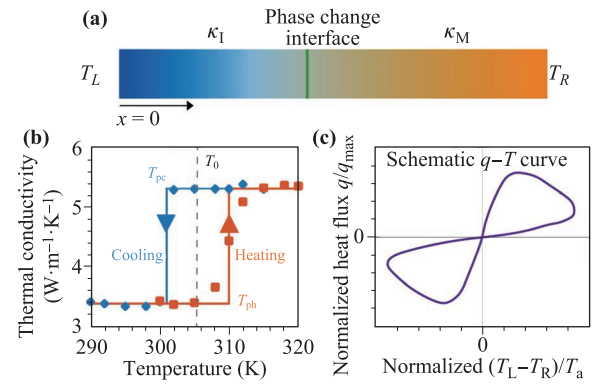 (a)
κI
Phase change
interface
κM
TL
TR
x = 0
(b)
Thermal conductivity
(W·m−1·K−1)
6
5
4
3
Tpc
T0
Cooling
Heating
Tph
290
300
310
320
Temperature (K)
(c)
Schematic q−T curve
Normalized heat flux q/qmax
0
0
Normalized (TL−TR)/Ta